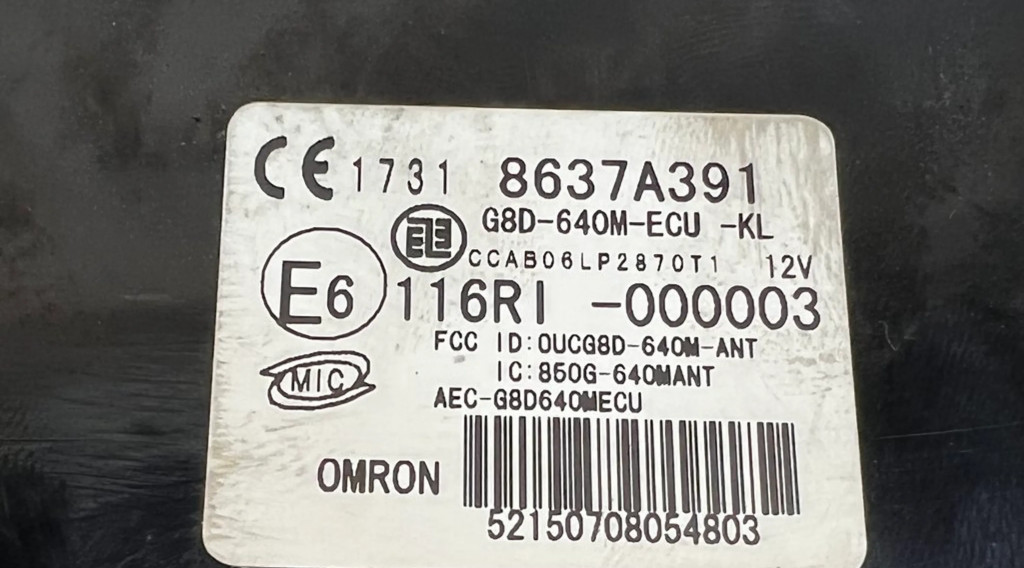 CE 1731 8637A391
G8D-640M-ECU -KL
CCAB06LP2870T1 12V
E6 116RI -000003
FCC ID:OUCG8D-640M-ANT
IC:850G-640MANT
MIC
AEC-G8D640MECU
OMRON
52150708054803